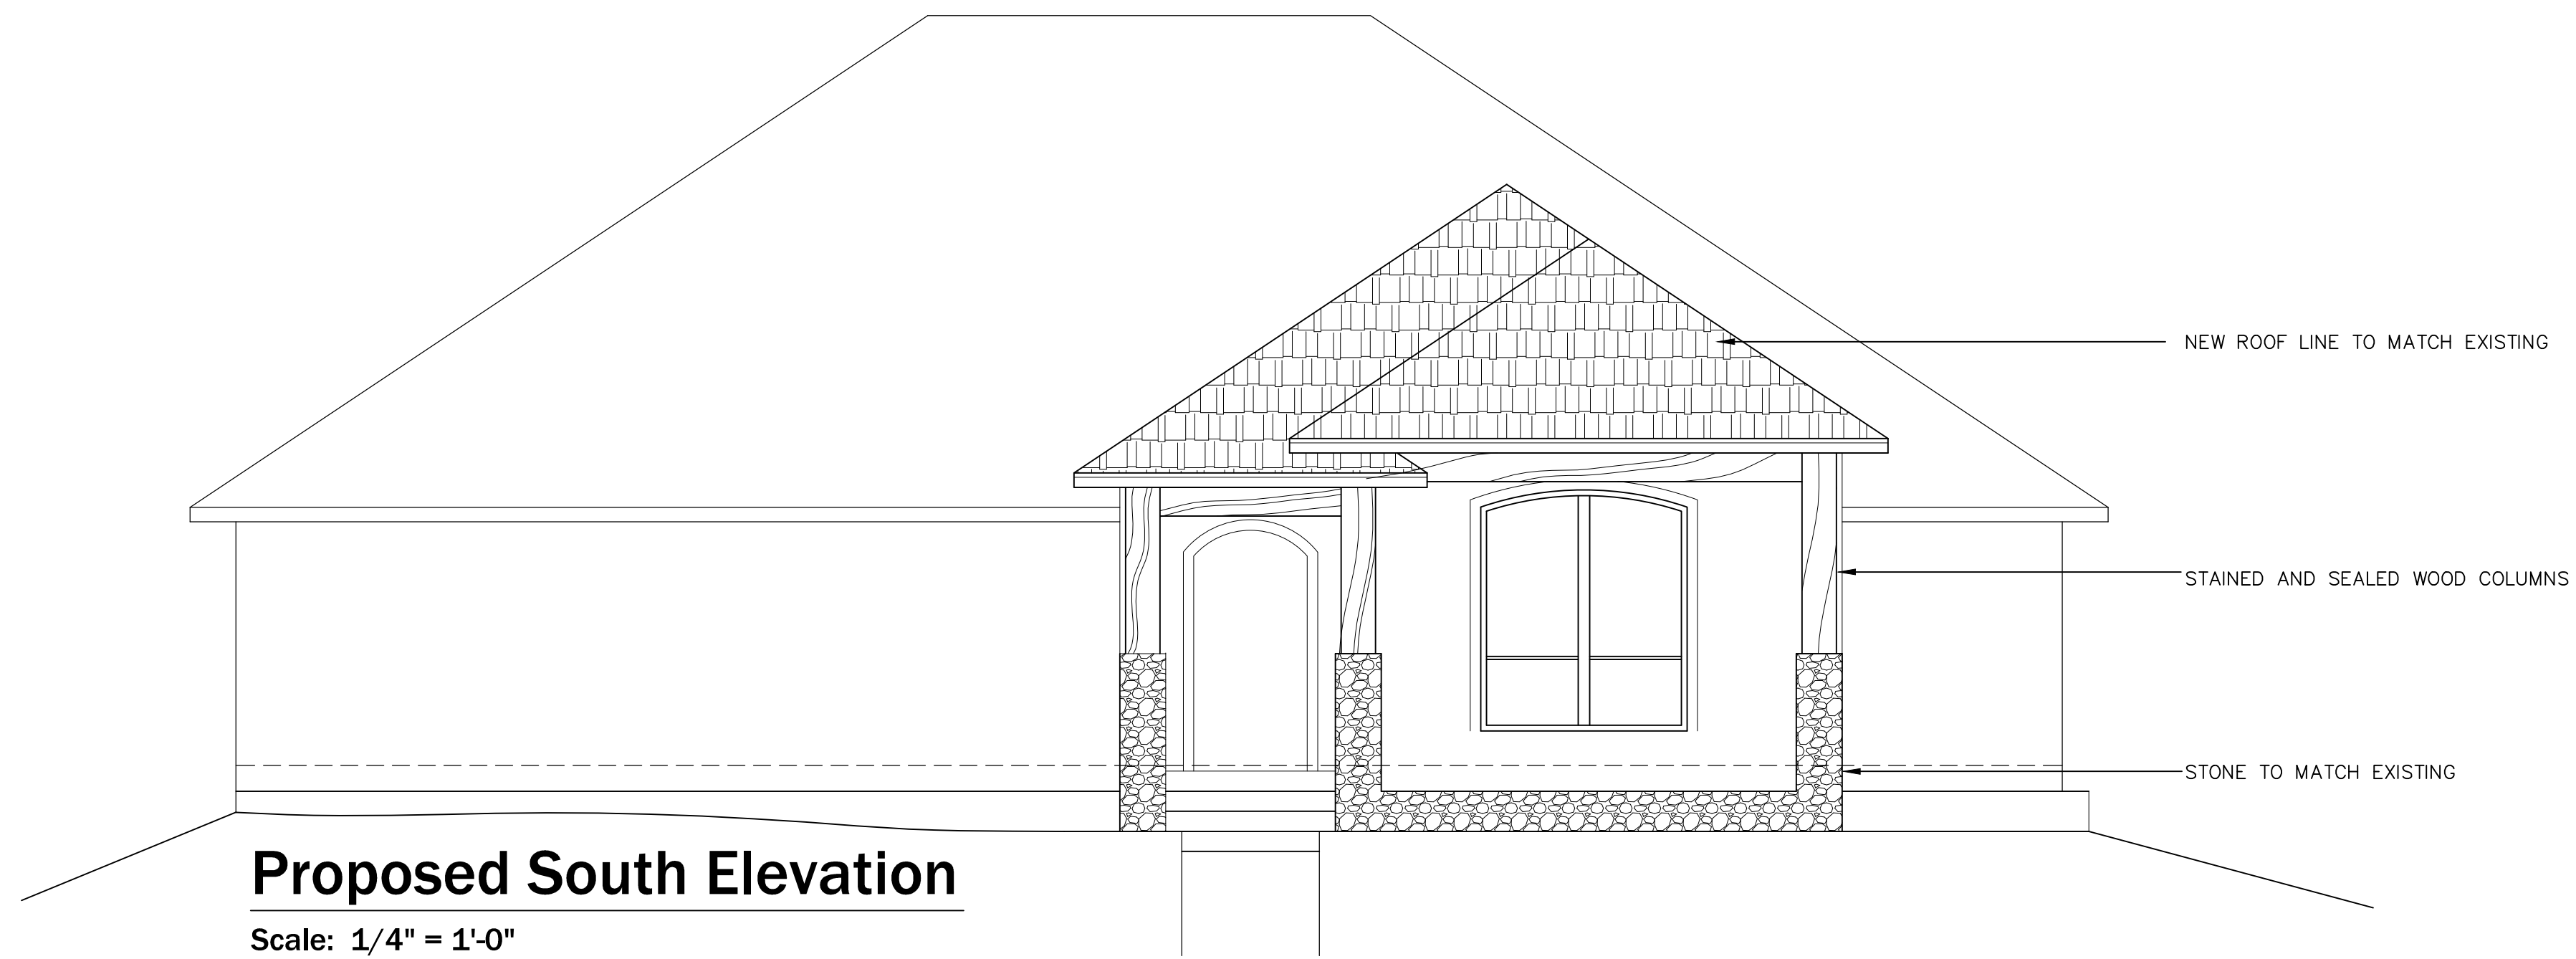 NEW ROOF LINE TO MATCH EXISTING
STAINED AND SEALED WOOD COLUMNS
STONE TO MATCH EXISTING
Proposed South Elevation
Scale: 1/4" = 1'-0"